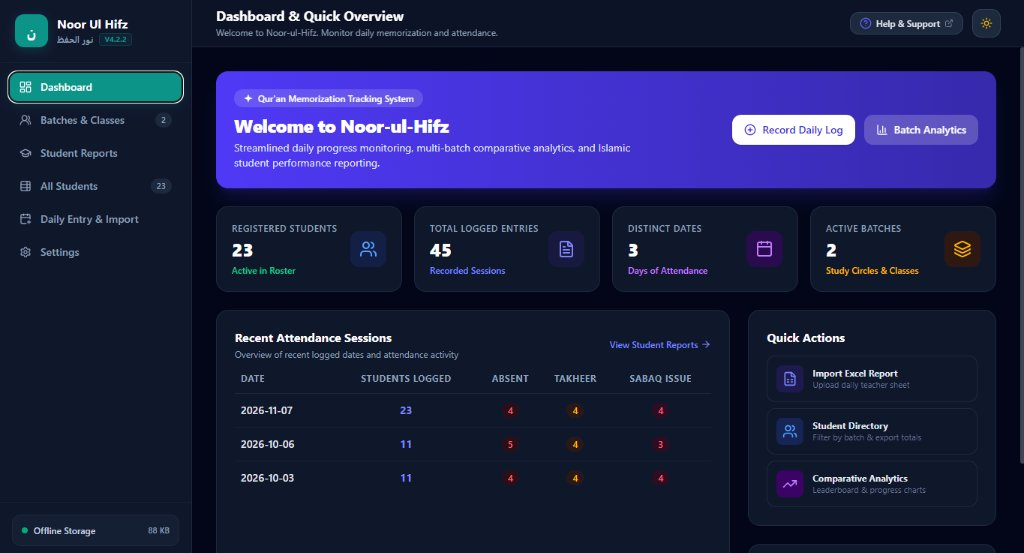 Noor Ul Hifz
نور الحفظ V4.2.2
Dashboard
Batches & Classes 2
Student Reports
All Students 23
Daily Entry & Import
Settings
Offline Storage 88 KB
Dashboard & Quick Overview
Welcome to Noor-ul-Hifz. Monitor daily memorization and attendance.
Help & Support
Qur'an Memorization Tracking System
Welcome to Noor-ul-Hifz
Streamlined daily progress monitoring, multi-batch comparative analytics, and Islamic
student performance reporting.
Record Daily Log
Batch Analytics
REGISTERED STUDENTS
23
Active in Roster
TOTAL LOGGED ENTRIES
45
Recorded Sessions
DISTINCT DATES
3
Days of Attendance
ACTIVE BATCHES
2
Study Circles & Classes
Recent Attendance Sessions
Overview of recent logged dates and attendance activity
View Student Reports →
DATE STUDENTS LOGGED ABSENT TAKHEER SABAQ ISSUE
2026-11-07 23 4 4 4
2026-10-06 11 5 4 3
2026-10-03 11 4 4 4
Quick Actions
Import Excel Report
Upload daily teacher sheet
Student Directory
Filter by batch & export totals
Comparative Analytics
Leaderboard & progress charts